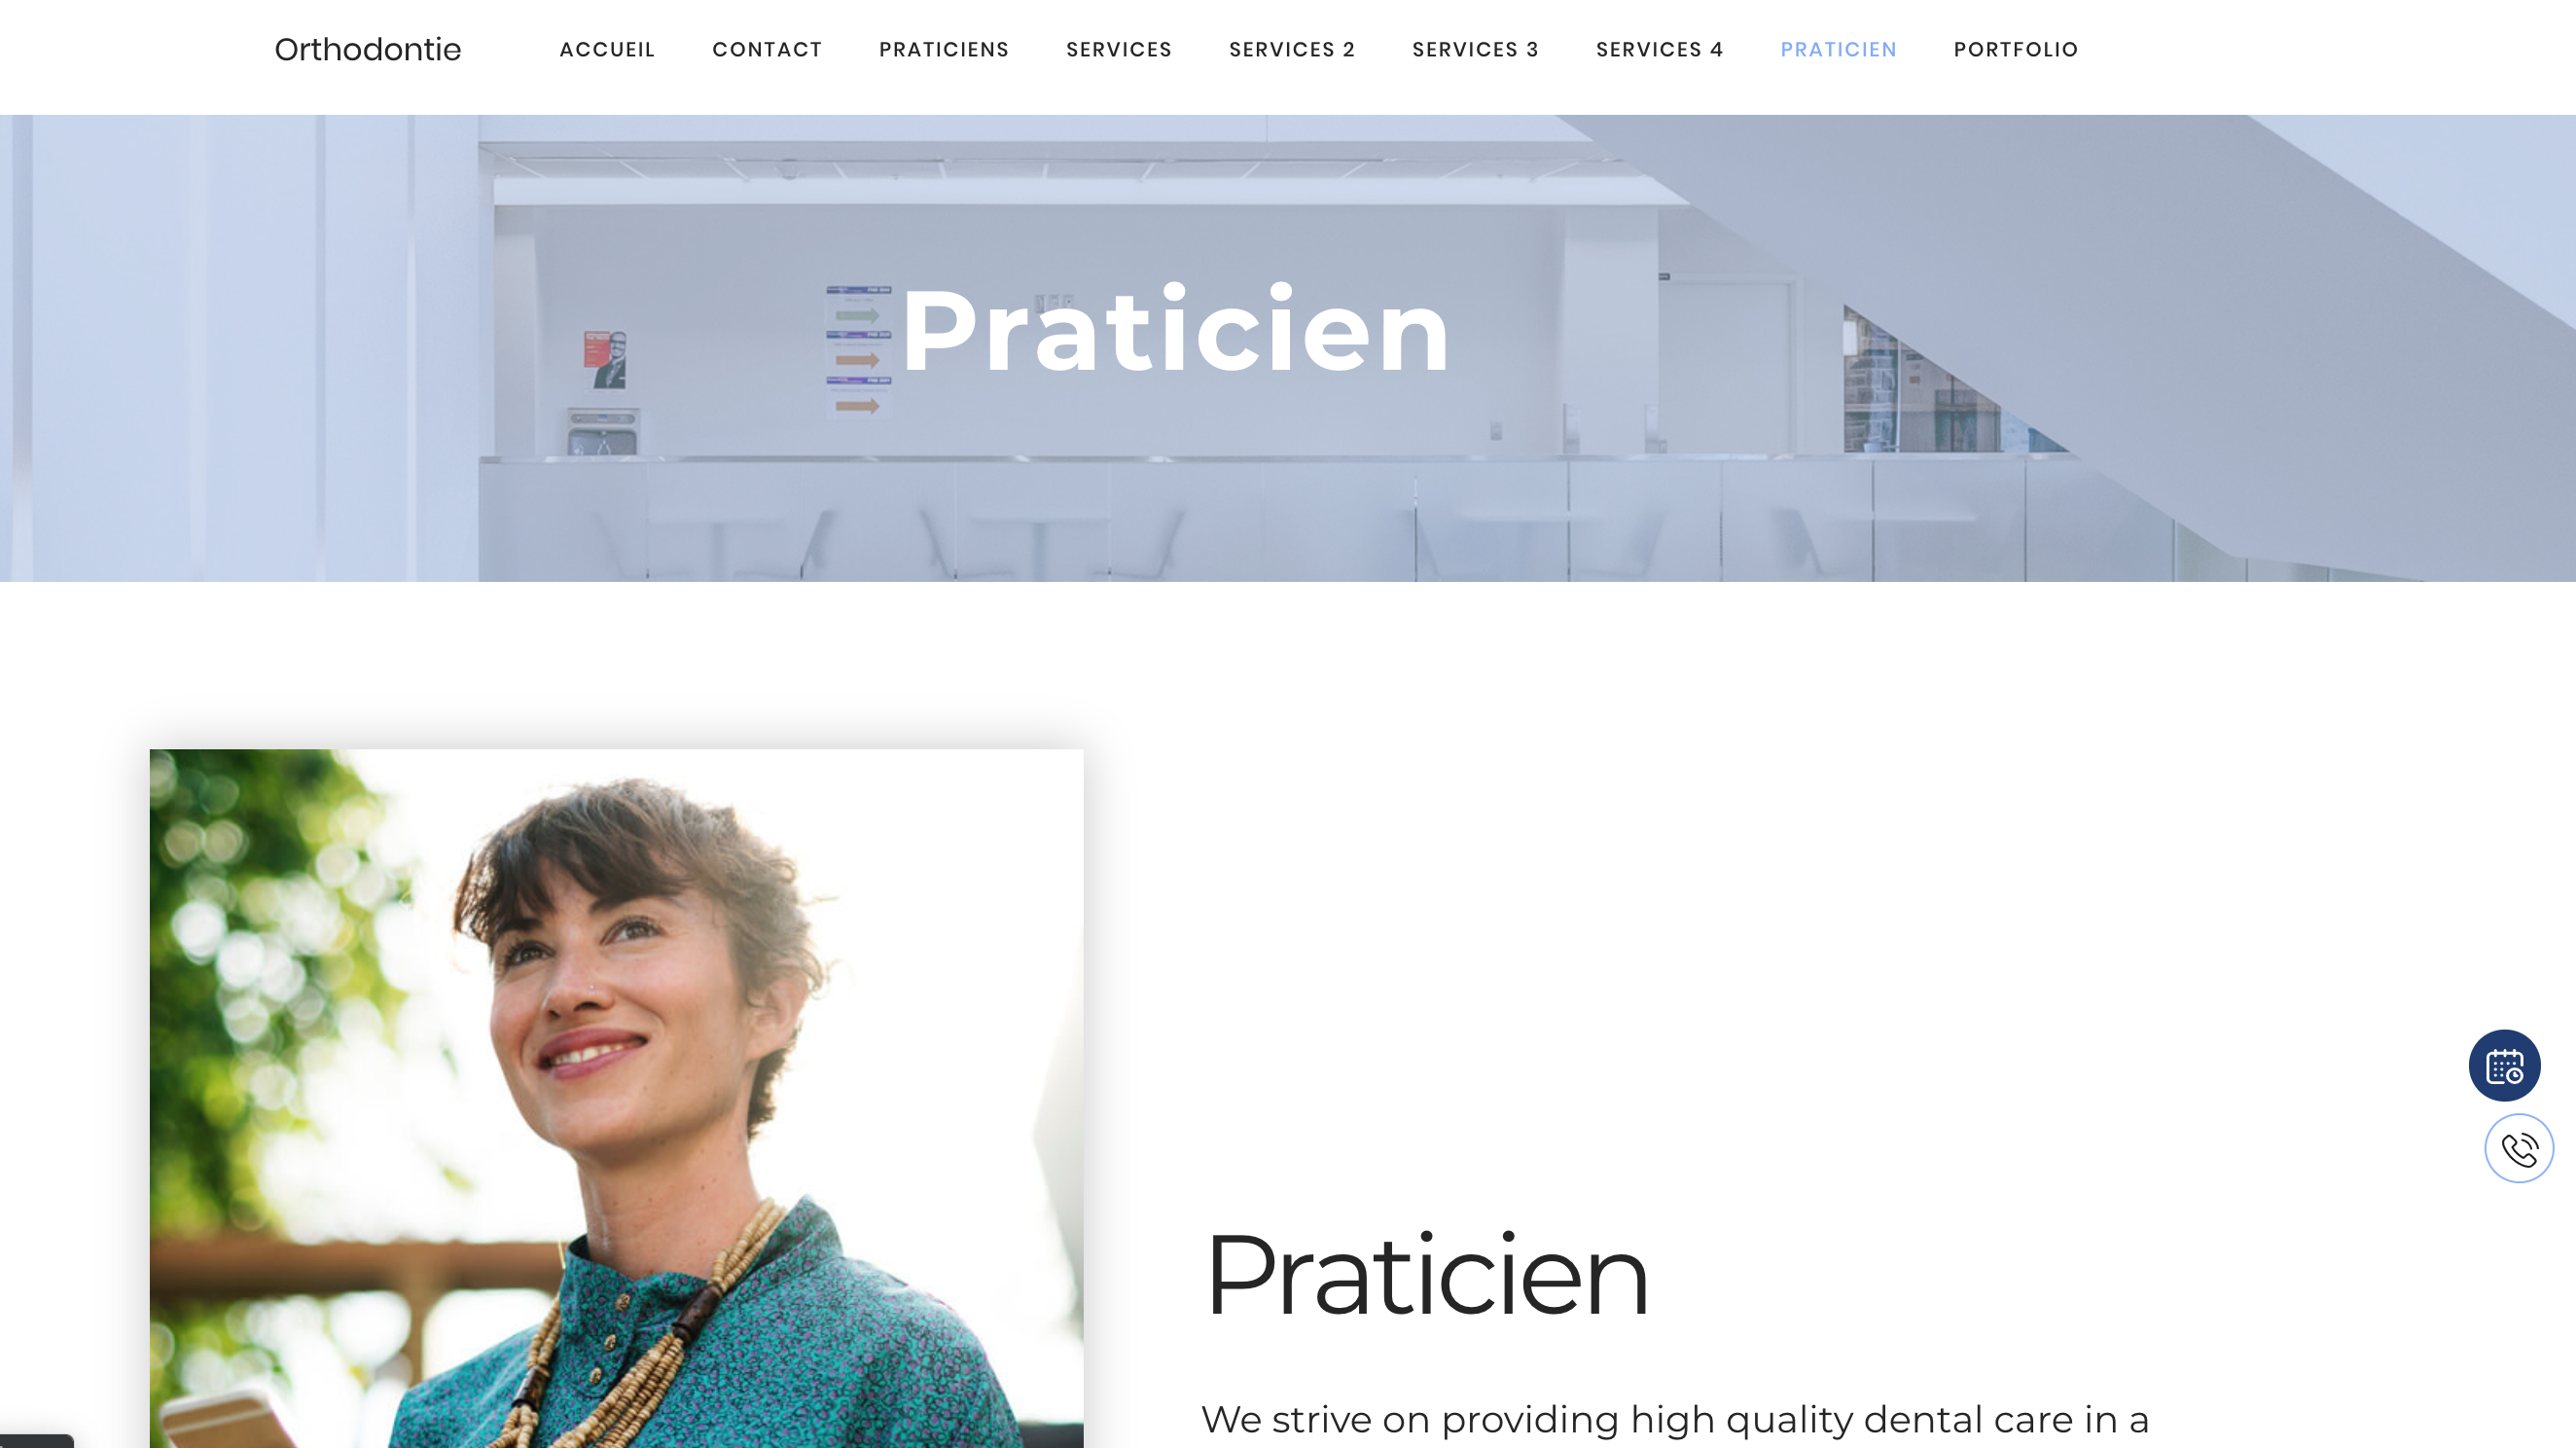 Orthodontie ACCUEIL CONTACT PRATICIENS SERVICES SERVICES 2 SERVICES 3 SERVICES 4 PRATICIEN PORTFOLIO
Praticien
Praticien
We strive on providing high quality dental care in a